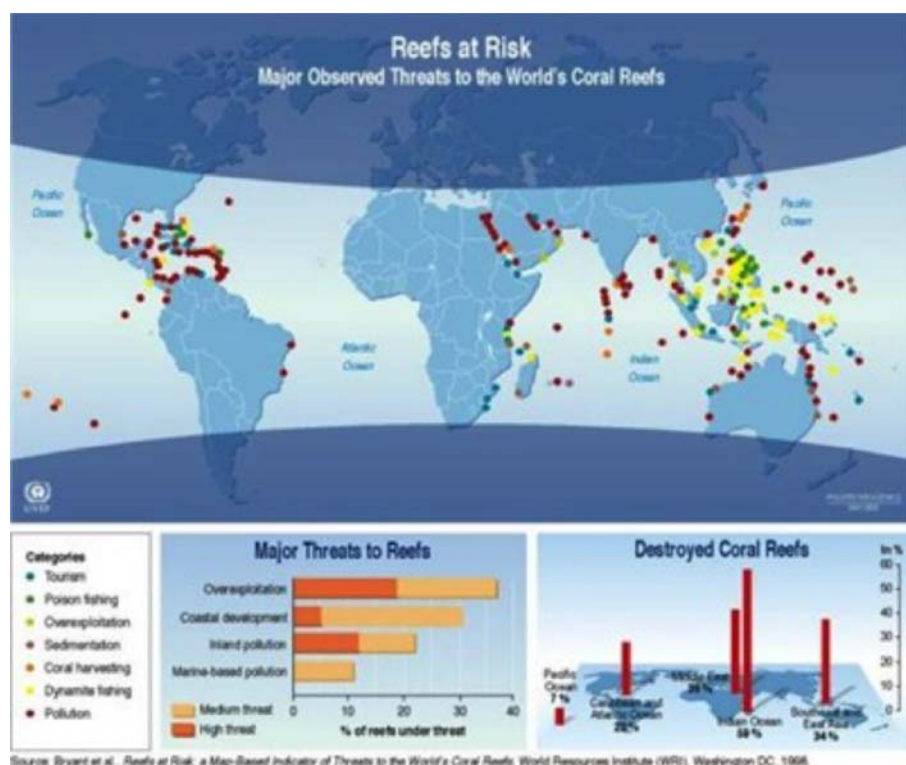 Reefs at Risk
Major Observed Threats to the World's Coral Reefs
Pacific
Ocean
Pacific
Ocean
Atlantic
Ocean
Indian
Ocean
UNEP
Categories
Tourism
Poison fishing
Overexploitation
Sedimentation
Coral harvesting
Dynamite fishing
Pollution
Major Threats to Reefs
Overexploitation
Coastal development
Inland pollution
Marine-based pollution
Medium threat
High threat
0 10 20 30 40
% of reefs under threat
Destroyed Coral Reefs
In %
60
50
40
30
20
10
0
Pacific
Ocean
7 %
Caribbean and
Atlantic Ocean
Middle East
Indian Ocean
59 %
Southeast and
East Asia
34 %
Source: Bryant et al., Reefs at Risk: a Map-Based Indicator of Threats to the World's Coral Reefs, World Resources Institute (WRI), Washington DC, 1998.